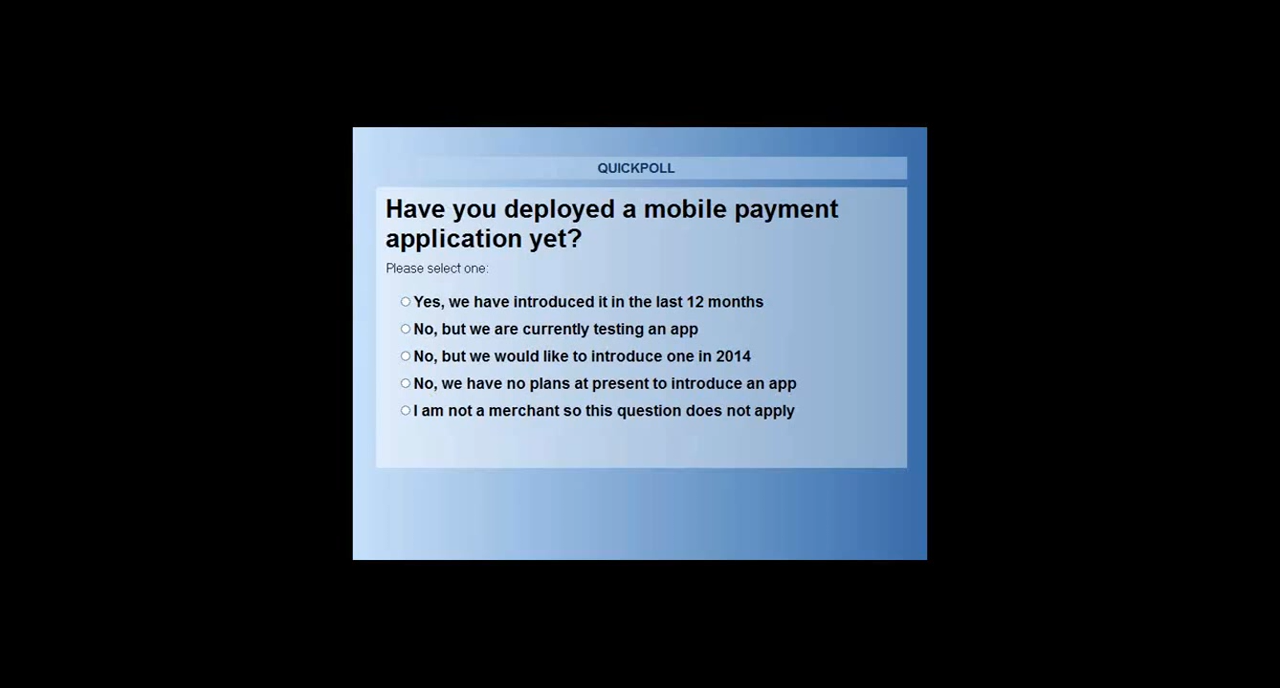 QUICKPOLL
Have you deployed a mobile payment
application yet?
Please select one:
Yes, we have introduced it in the last 12 months
No, but we are currently testing an app
No, but we would like to introduce one in 2014
No, we have no plans at present to introduce an app
I am not a merchant so this question does not apply